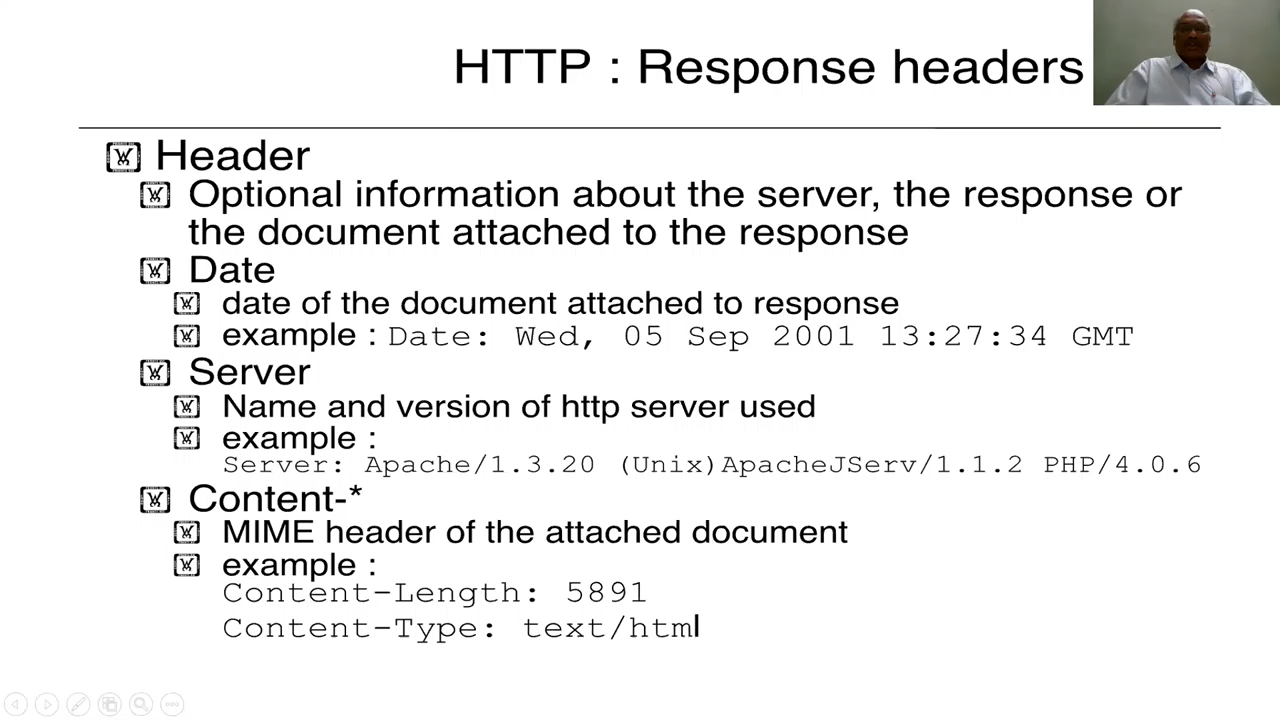 HTTP : Response headers
Header
Optional information about the server, the response or
the document attached to the response
Date
date of the document attached to response
example : Date: Wed, 05 Sep 2001 13:27:34 GMT
Server
Name and version of http server used
example :
Server: Apache/1.3.20 (Unix)ApacheJServ/1.1.2 PHP/4.0.6
Content-*
MIME header of the attached document
example :
Content-Length: 5891
Content-Type: text/html